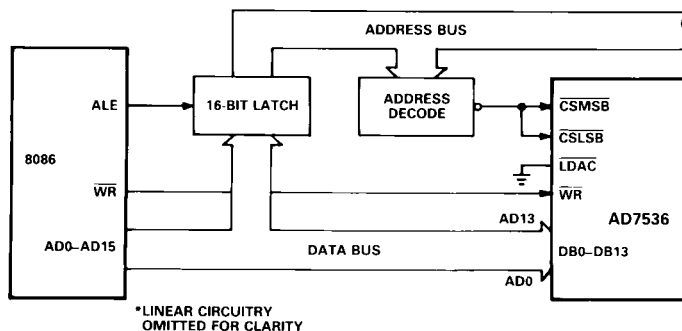 ADDRESS BUS
ALE
16-BIT LATCH
ADDRESS
DECODE
CSMSB
CSLSB
8086
LDAC
WR
WR
AD7536
AD13
AD0–AD15
DATA BUS
DB0–DB13
AD0
*LINEAR CIRCUITRY
OMITTED FOR CLARITY